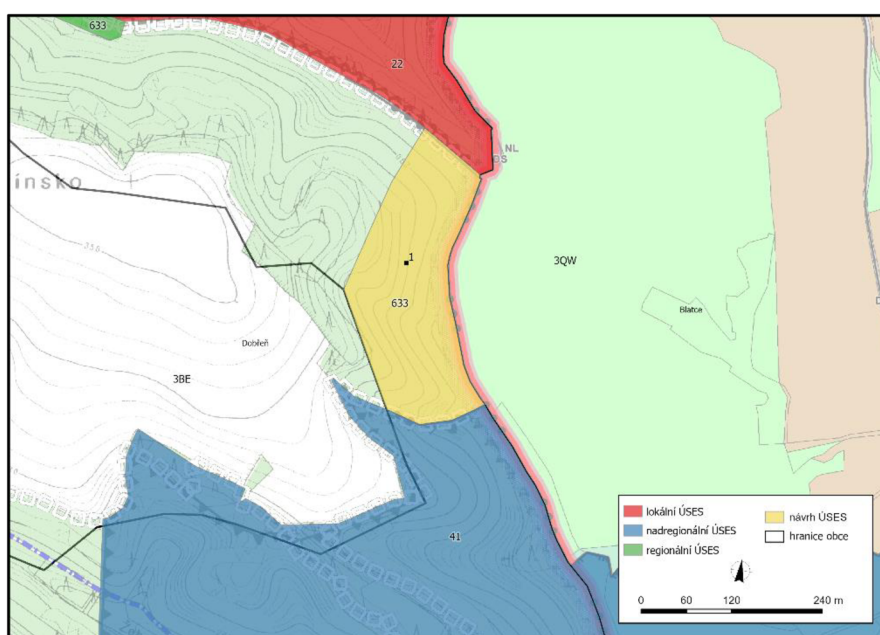 633
22
NL
DS
ínsko
350
1
3QW
633
Blatce
Dobřeň
3BE
41
lokální ÚSES
nadregionální ÚSES
regionální ÚSES
návrh ÚSES
hranice obce
0 60 120 240 m